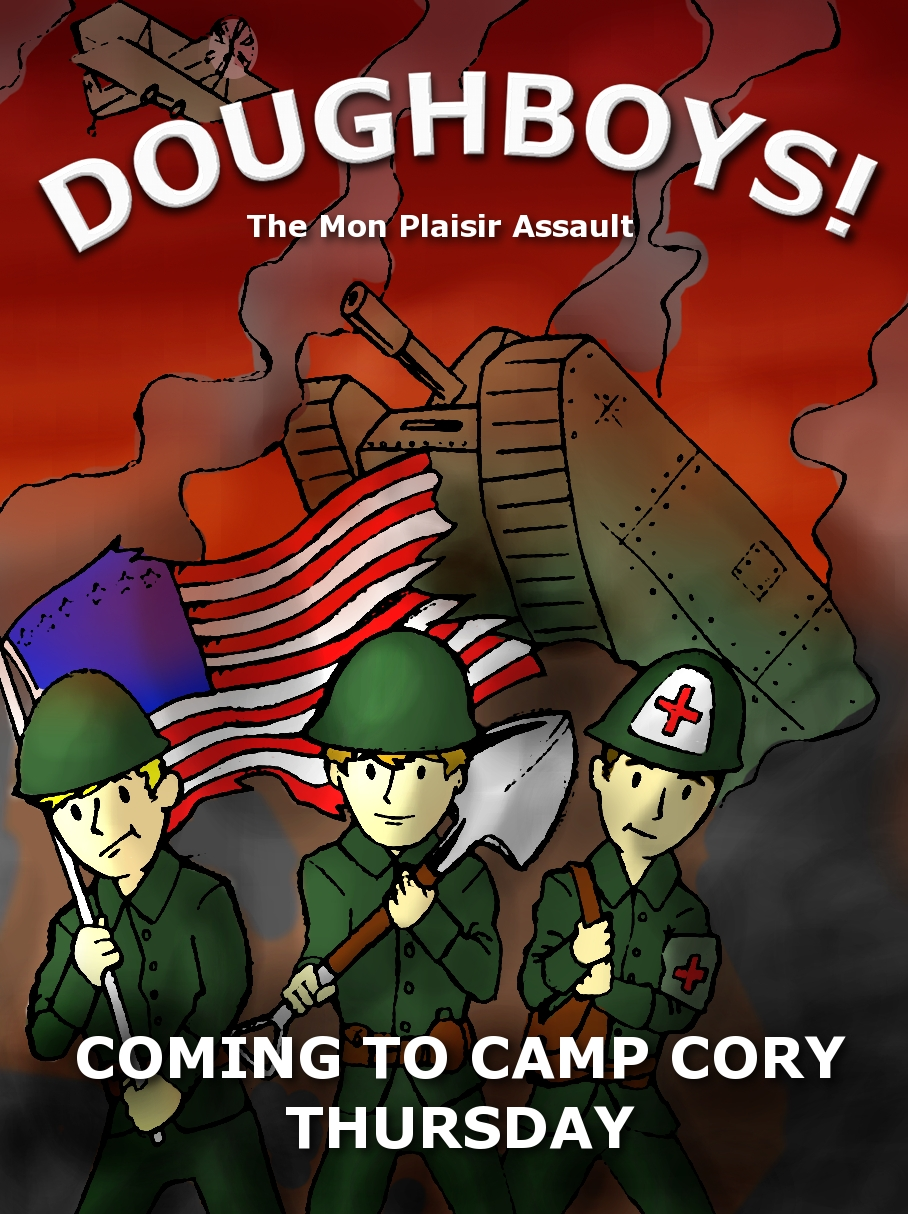 DOUGHBOYS!
The Mon Plaisir Assault
COMING TO CAMP CORY
THURSDAY